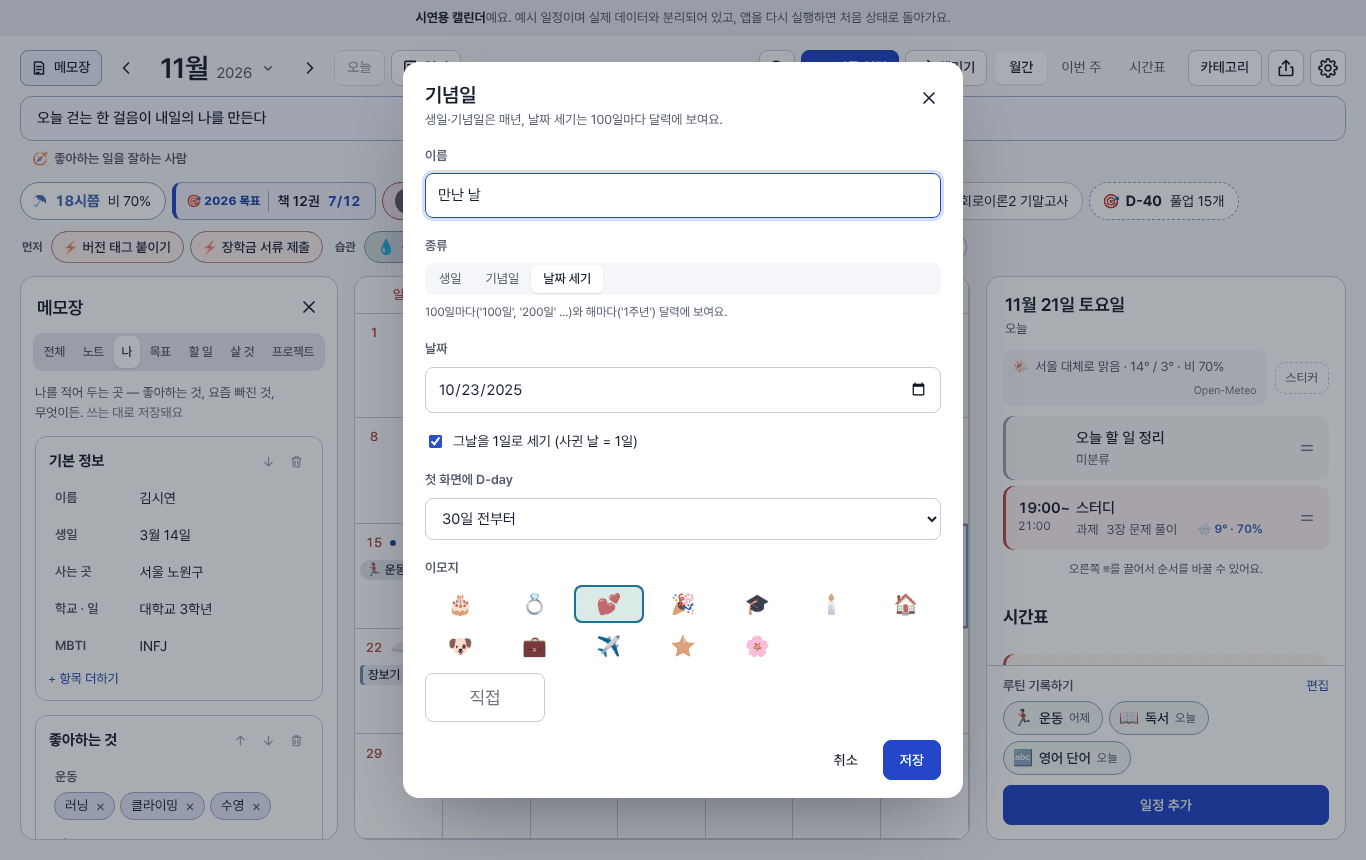 시연용 캘린더예요. 예시 일정이며 실제 데이터와 분리되어 있고, 앱을 다시 실행하면 처음 상태로 돌아가요.
메모장
11월 2026
오늘
월간
이번 주
시간표
카테고리
오늘 걷는 한 걸음이 내일의 나를 만든다
좋아하는 일을 잘하는 사람
18시쯤 비 70%
2026 목표 책 12권 7/12
회로이론2 기말고사
D-40 풀업 15개
먼저
버전 태그 붙이기
장학금 서류 제출
습관
메모장
전체 노트 나 목표 할 일 살 것 프로젝트
나를 적어 두는 곳 — 좋아하는 것, 요즘 빠진 것,
무엇이든. 쓰는 대로 저장돼요
기본 정보
이름 김시연
생일 3월 14일
사는 곳 서울 노원구
학교 · 일 대학교 3학년
MBTI INFJ
+ 항목 더하기
좋아하는 것
운동
러닝 × 클라이밍 × 수영 ×
일
1
8
15
운동
22
장보기
29
기념일
생일·기념일은 매년, 날짜 세기는 100일마다 달력에 보여요.
이름
만난 날
종류
생일 기념일 날짜 세기
100일마다('100일', '200일' …)와 해마다('1주년') 달력에 보여요.
날짜
10/23/2025
그날을 1일로 세기 (사귄 날 = 1일)
첫 화면에 D-day
30일 전부터
이모지
직접
취소 저장
11월 21일 토요일
오늘
서울 대체로 맑음 · 14° / 3° · 비 70%
Open-Meteo
스티커
오늘 할 일 정리
미분류
19:00~ 스터디
21:00 과제 3장 문제 풀이 9° · 70%
오른쪽 ≡를 끌어서 순서를 바꿀 수 있어요.
시간표
루틴 기록하기 편집
운동 어제
독서 오늘
abc 영어 단어 오늘
일정 추가